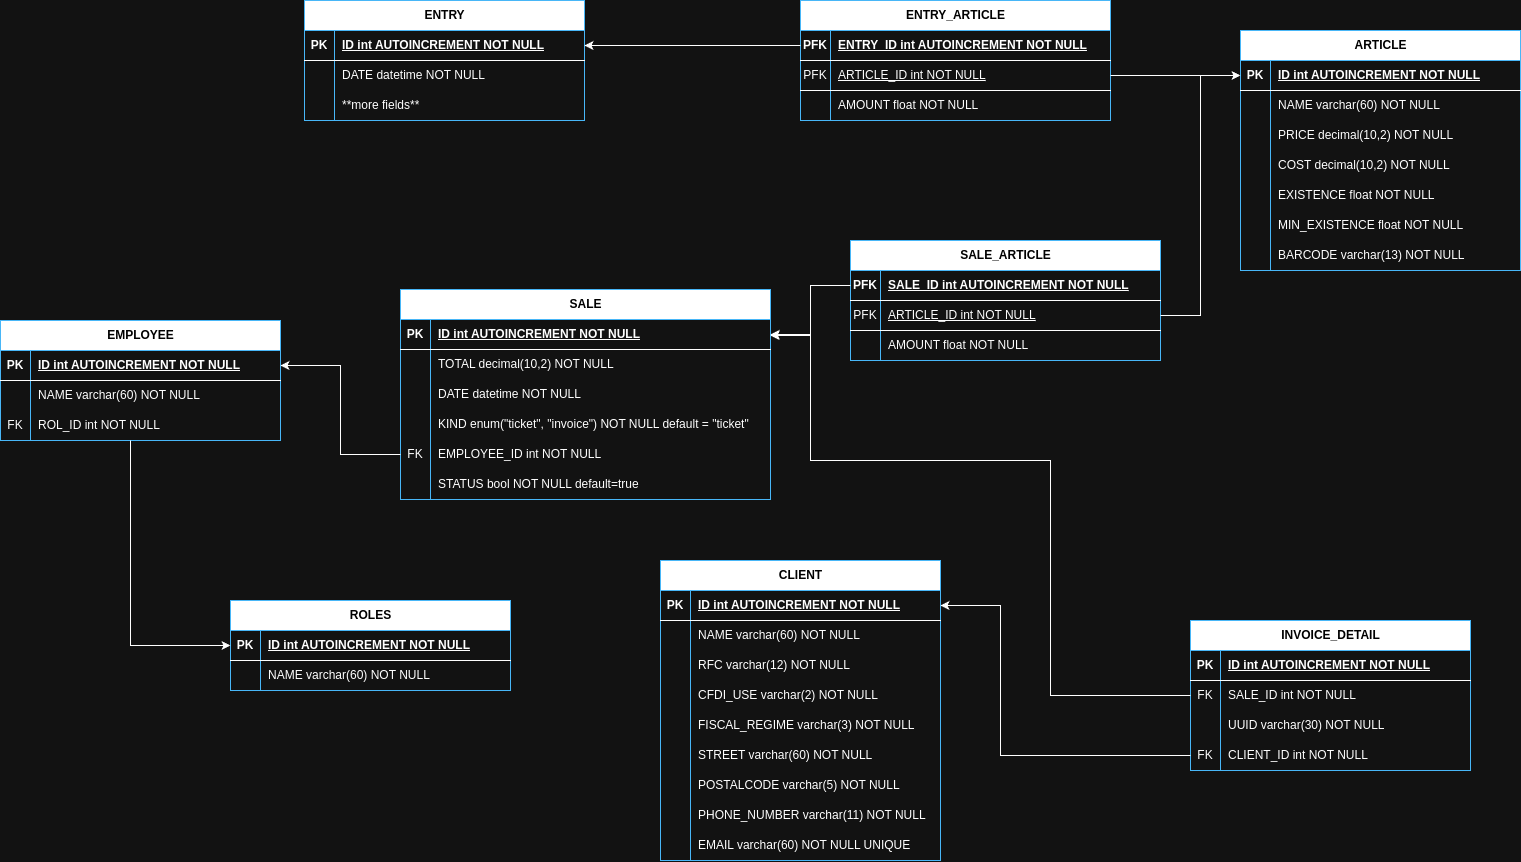 ENTRY
PK ID int AUTOINCREMENT NOT NULL
DATE datetime NOT NULL
**more fields**
ENTRY_ARTICLE
PFK ENTRY_ID int AUTOINCREMENT NOT NULL
PFK ARTICLE_ID int NOT NULL
AMOUNT float NOT NULL
ARTICLE
PK ID int AUTOINCREMENT NOT NULL
NAME varchar(60) NOT NULL
PRICE decimal(10,2) NOT NULL
COST decimal(10,2) NOT NULL
EXISTENCE float NOT NULL
MIN_EXISTENCE float NOT NULL
BARCODE varchar(13) NOT NULL
SALE_ARTICLE
PFK SALE_ID int AUTOINCREMENT NOT NULL
PFK ARTICLE_ID int NOT NULL
AMOUNT float NOT NULL
SALE
PK ID int AUTOINCREMENT NOT NULL
TOTAL decimal(10,2) NOT NULL
DATE datetime NOT NULL
KIND enum("ticket", "invoice") NOT NULL default = "ticket"
FK EMPLOYEE_ID int NOT NULL
STATUS bool NOT NULL default=true
EMPLOYEE
PK ID int AUTOINCREMENT NOT NULL
NAME varchar(60) NOT NULL
FK ROL_ID int NOT NULL
ROLES
PK ID int AUTOINCREMENT NOT NULL
NAME varchar(60) NOT NULL
CLIENT
PK ID int AUTOINCREMENT NOT NULL
NAME varchar(60) NOT NULL
RFC varchar(12) NOT NULL
CFDI_USE varchar(2) NOT NULL
FISCAL_REGIME varchar(3) NOT NULL
STREET varchar(60) NOT NULL
POSTALCODE varchar(5) NOT NULL
PHONE_NUMBER varchar(11) NOT NULL
EMAIL varchar(60) NOT NULL UNIQUE
INVOICE_DETAIL
PK ID int AUTOINCREMENT NOT NULL
FK SALE_ID int NOT NULL
UUID varchar(30) NOT NULL
FK CLIENT_ID int NOT NULL